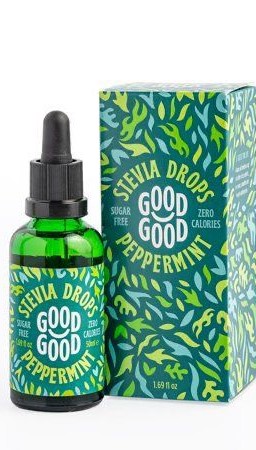 STEVIA DROPS
SUGAR FREE
GOOD GOOD
ZERO CALORIES
PEPPERMINT
1.69 fl oz
STEVIA DROPS
SUGAR FREE
GOOD GOOD
ZERO CALORIES
1.69 fl oz
50ml e
PEPPERMINT